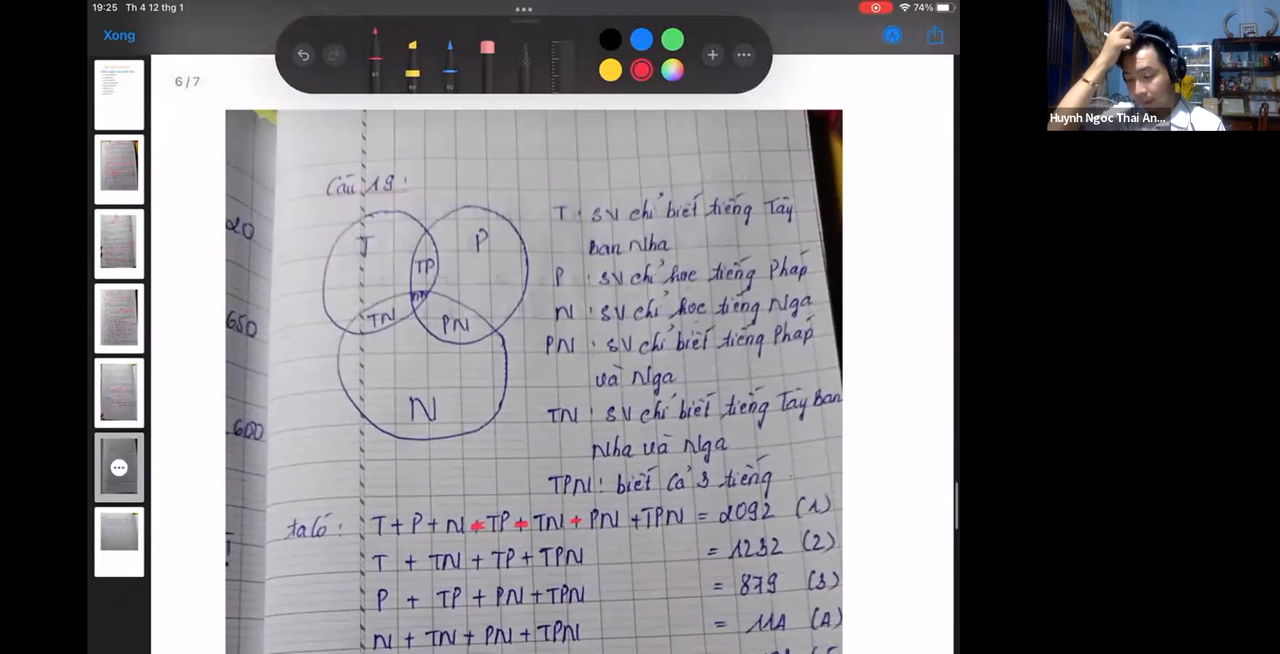 19:25 Th 4 12 thg 1
74%
Xong
6/7
Huynh Ngoc Thai An...
Câu 19:
T
P
TP
TN
PN
N
T : SV chỉ biết tiếng Tây
Ban Nha
P : SV chỉ học tiếng Pháp
N : SV chỉ học tiếng Nga
PN : SV chỉ biết tiếng Pháp
và Nga
TN : SV chỉ biết tiếng Tây Ban
Nha và Nga
TPN : biết cả 3 tiếng
ta có : T + P + N + TP + TN + PN + TPN = 2092 (1)
T + TN + TP + TPN = 1232 (2)
P + TP + PN + TPN = 879 (3)
N + TN + PN + TPN = 114 (4)
20
650
600